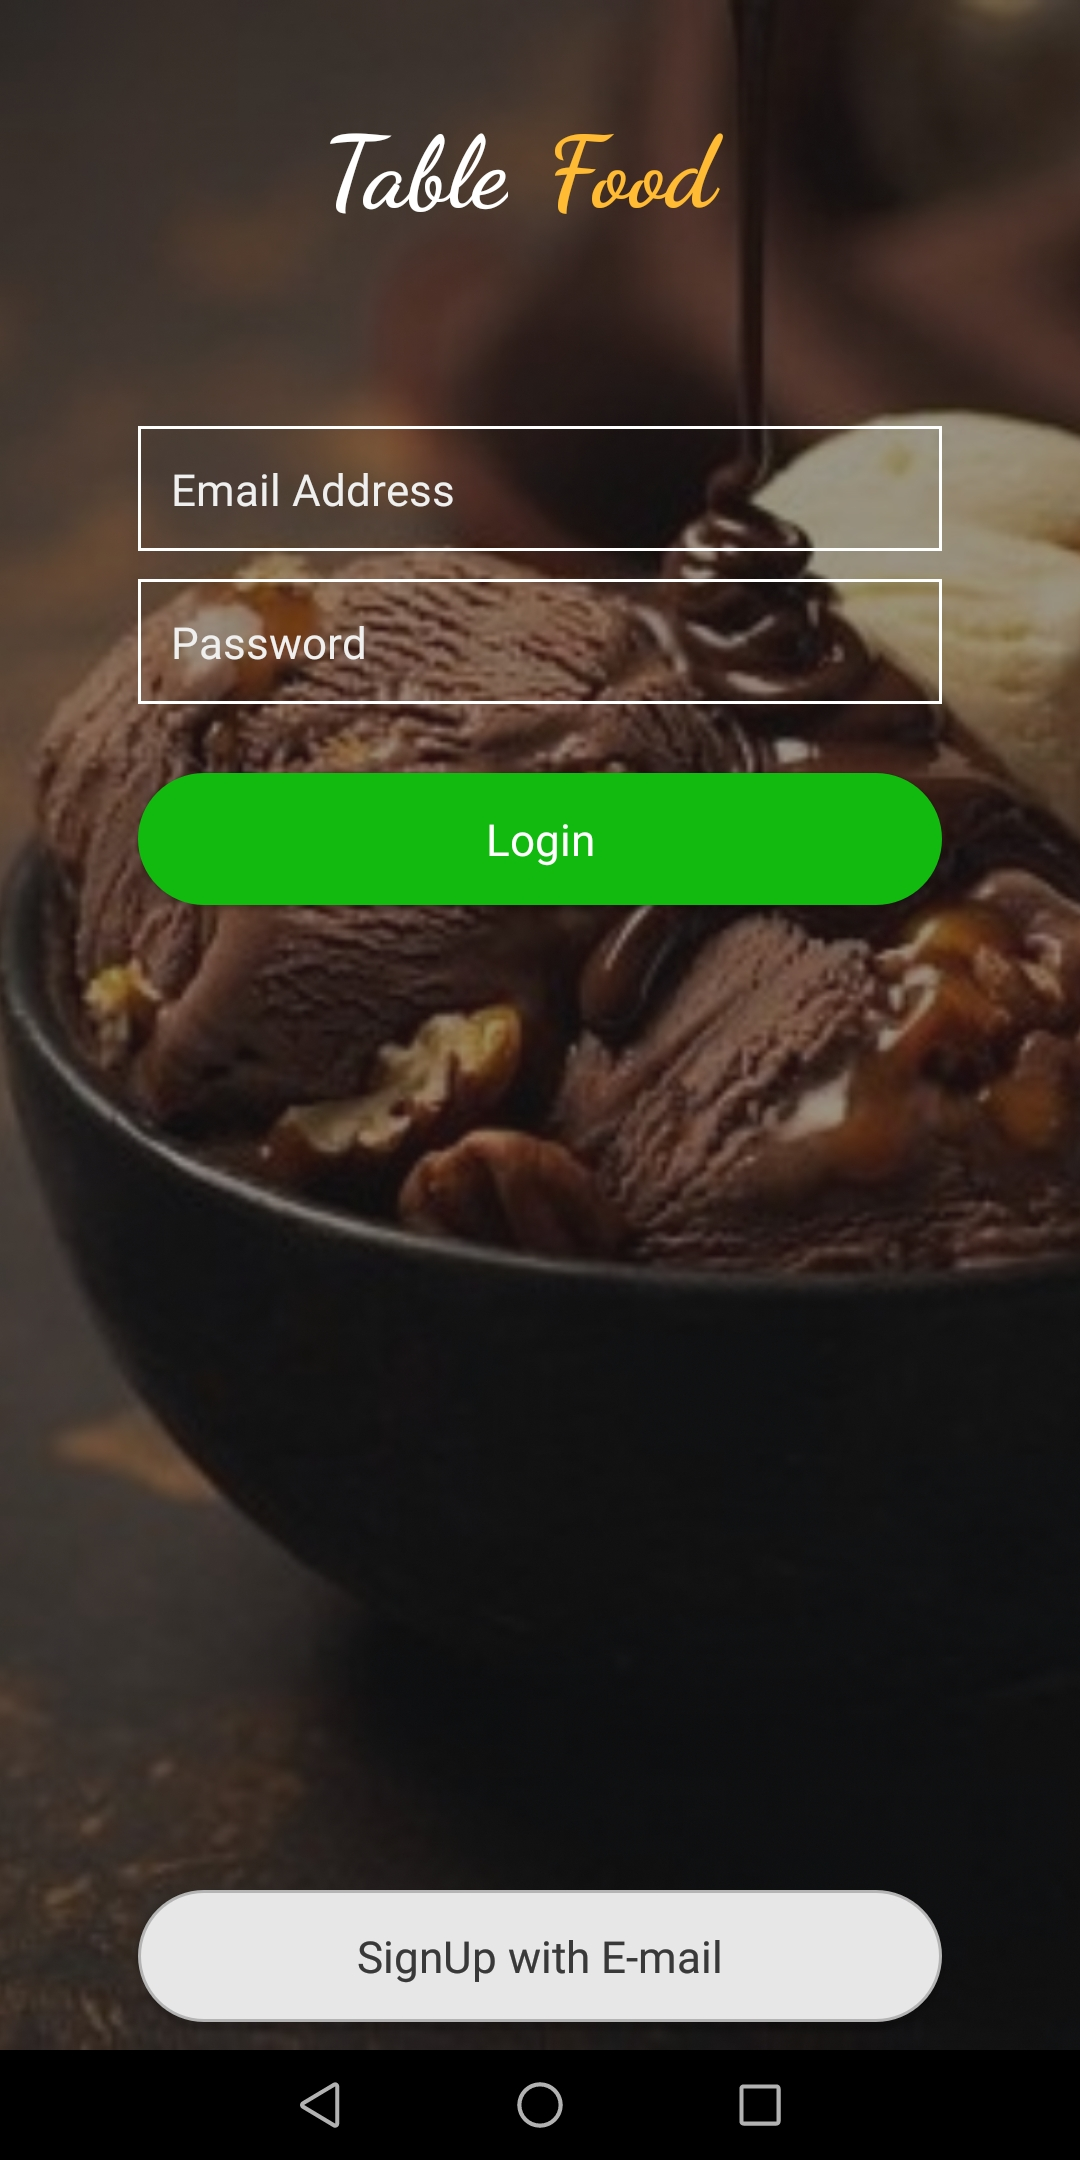 Table Food
Email Address
Password
Login
SignUp with E-mail